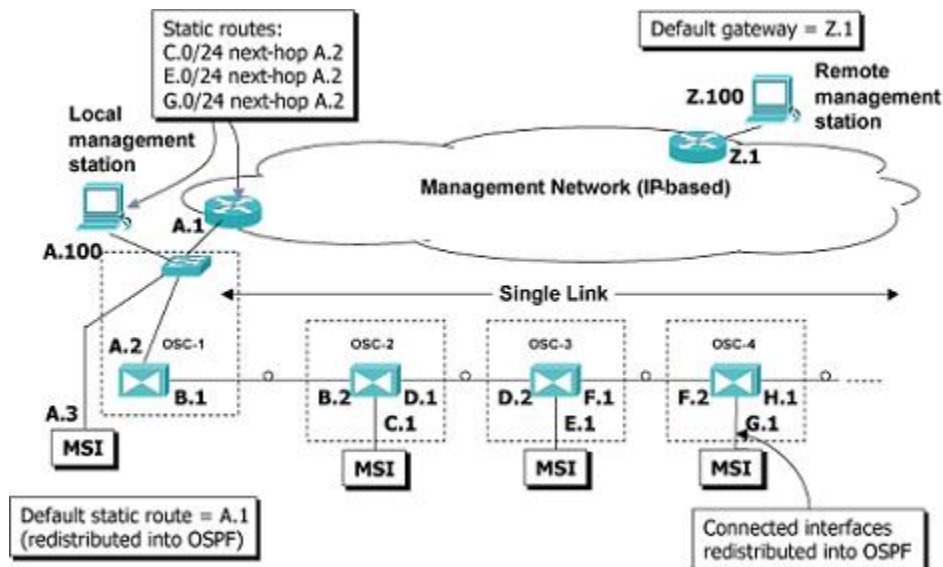 Static routes:
C.0/24 next-hop A.2
E.0/24 next-hop A.2
G.0/24 next-hop A.2
Default gateway = Z.1
Local
management
station
Z.100
Remote
management
station
Z.1
Management Network (IP-based)
A.1
A.100
Single Link
A.2
OSC-1
B.1
A.3
MSI
OSC-2
B.2
D.1
C.1
MSI
OSC-3
D.2
F.1
E.1
MSI
OSC-4
F.2
H.1
G.1
MSI
Default static route = A.1
(redistributed into OSPF)
Connected interfaces
redistributed into OSPF